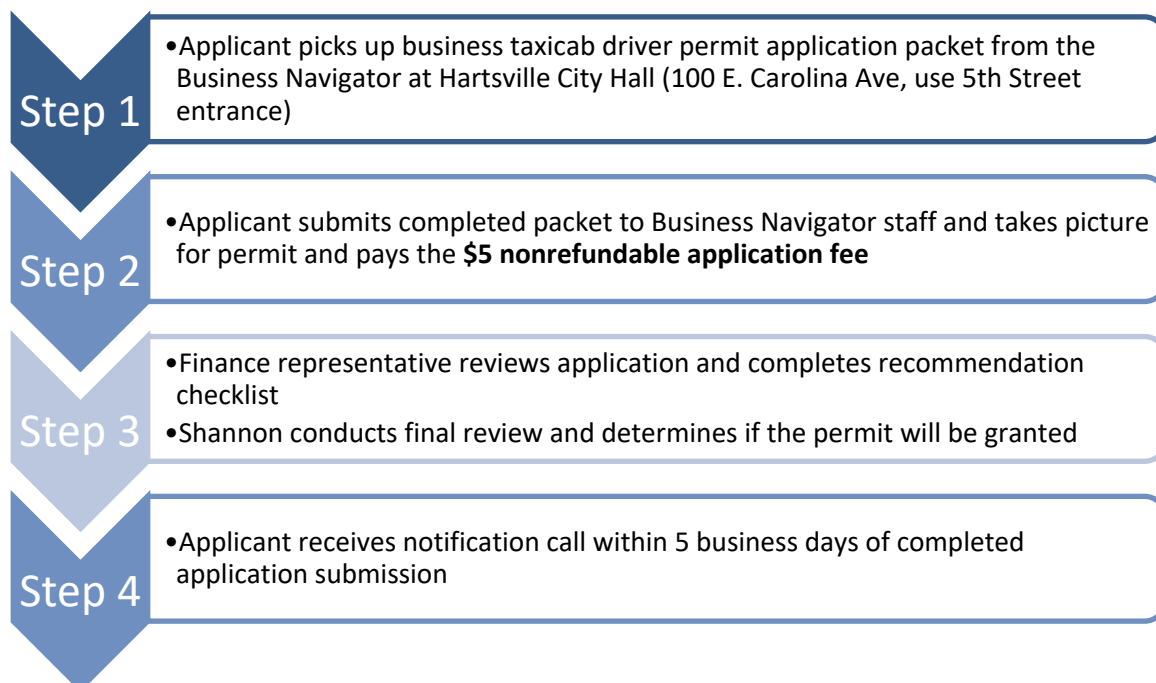 Step 1
•Applicant picks up business taxicab driver permit application packet from the
Business Navigator at Hartsville City Hall (100 E. Carolina Ave, use 5th Street
entrance)
Step 2
•Applicant submits completed packet to Business Navigator staff and takes picture
for permit and pays the $5 nonrefundable application fee
Step 3
•Finance representative reviews application and completes recommendation
checklist
•Shannon conducts final review and determines if the permit will be granted
Step 4
•Applicant receives notification call within 5 business days of completed
application submission